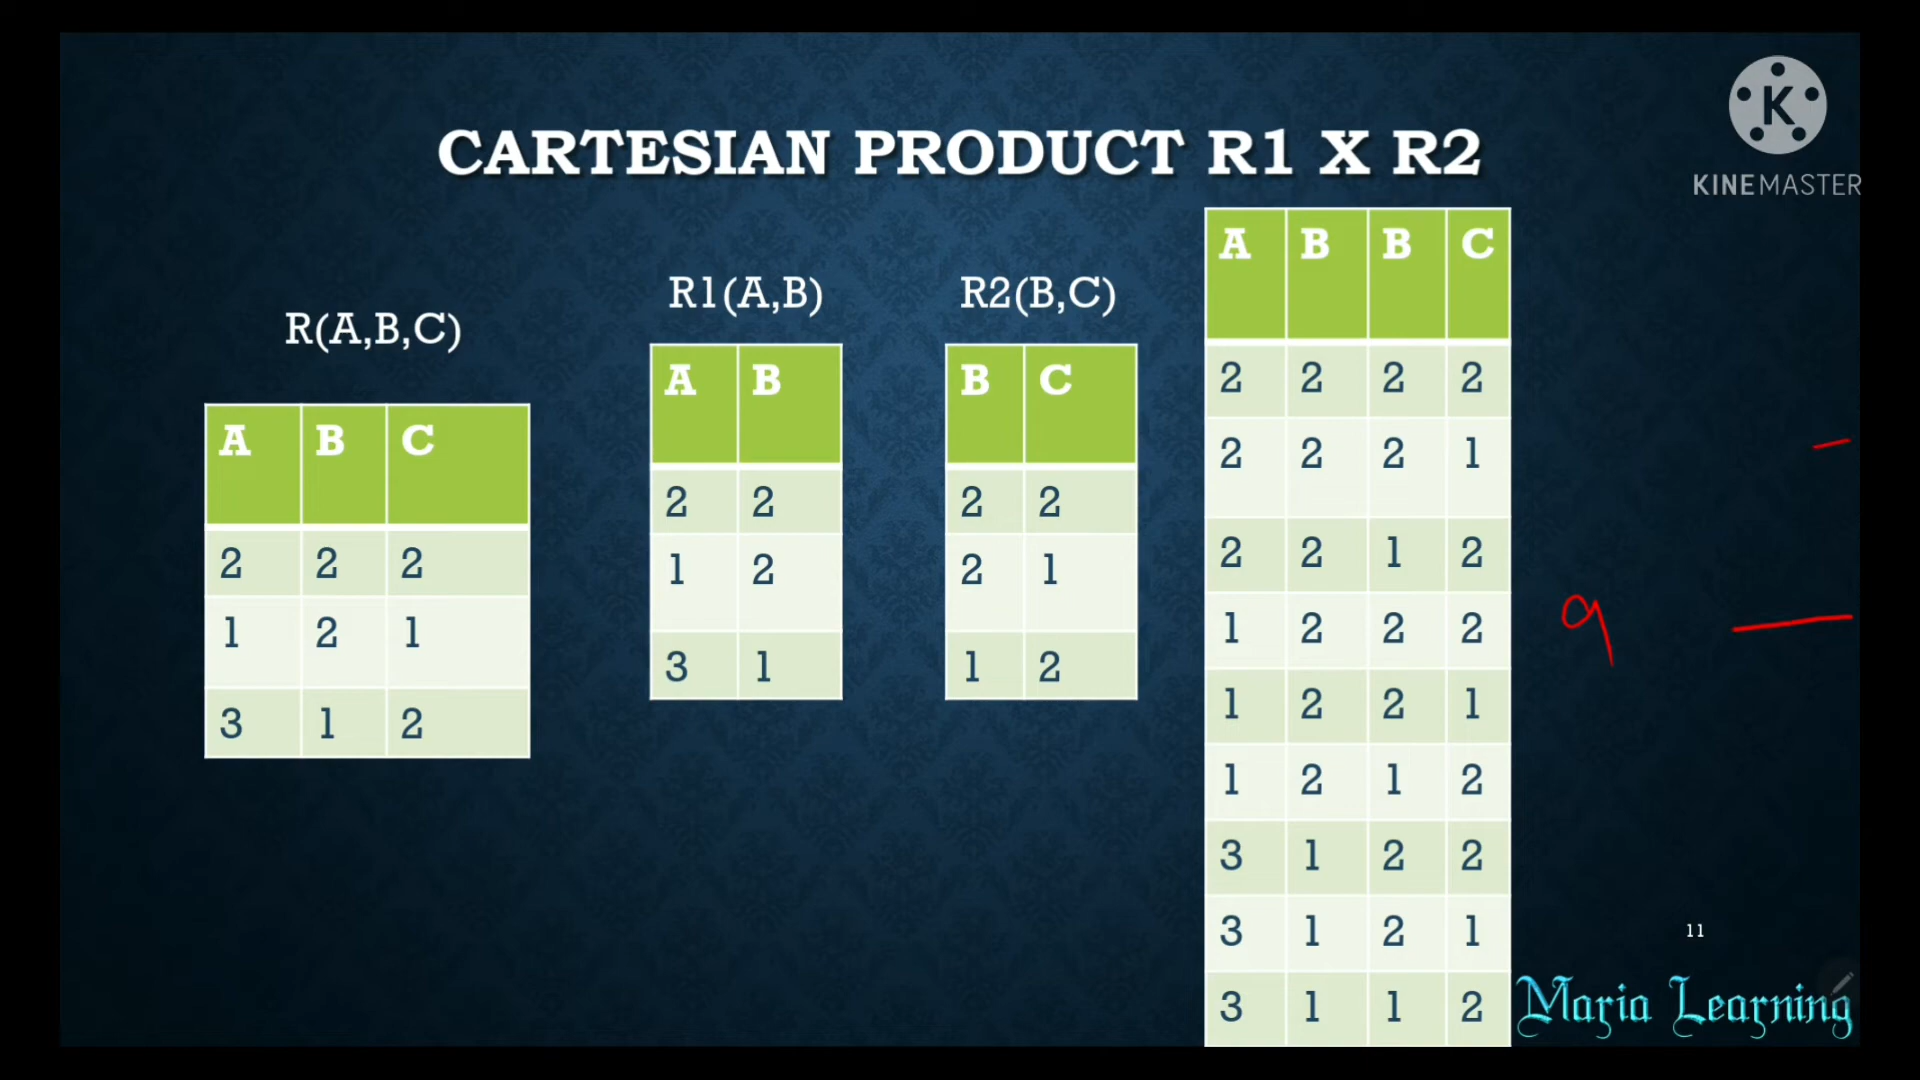 CARTESIAN PRODUCT R1 X R2
K
KINEMASTER
R(A,B,C)
A B C
2 2 2
1 2 1
3 1 2
R1(A,B)
A B
2 2
1 2
3 1
R2(B,C)
B C
2 2
2 1
1 2
A B B C
2 2 2 2
2 2 2 1
2 2 1 2
1 2 2 2
1 2 2 1
1 2 1 2
3 1 2 2
3 1 2 1
3 1 1 2
9
11
Maria Learning